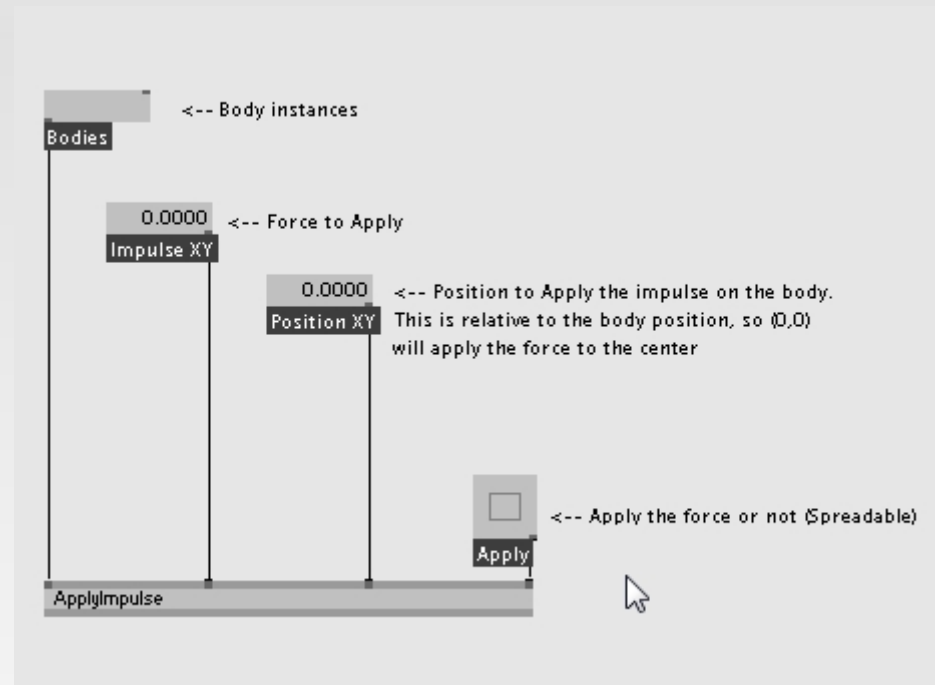 <-- Body instances
Bodies
0.0000 <-- Force to Apply
Impulse XY
0.0000 <-- Position to Apply the impulse on the body.
Position XY This is relative to the body position, so (0,0)
will apply the force to the center
<-- Apply the force or not (Spreadable)
Apply
ApplyImpulse